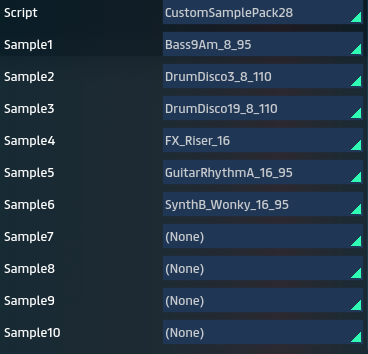 Script CustomSamplePack28
Sample1 Bass9Am_8_95
Sample2 DrumDisco3_8_110
Sample3 DrumDisco19_8_110
Sample4 FX_Riser_16
Sample5 GuitarRhythmA_16_95
Sample6 SynthB_Wonky_16_95
Sample7 (None)
Sample8 (None)
Sample9 (None)
Sample10 (None)